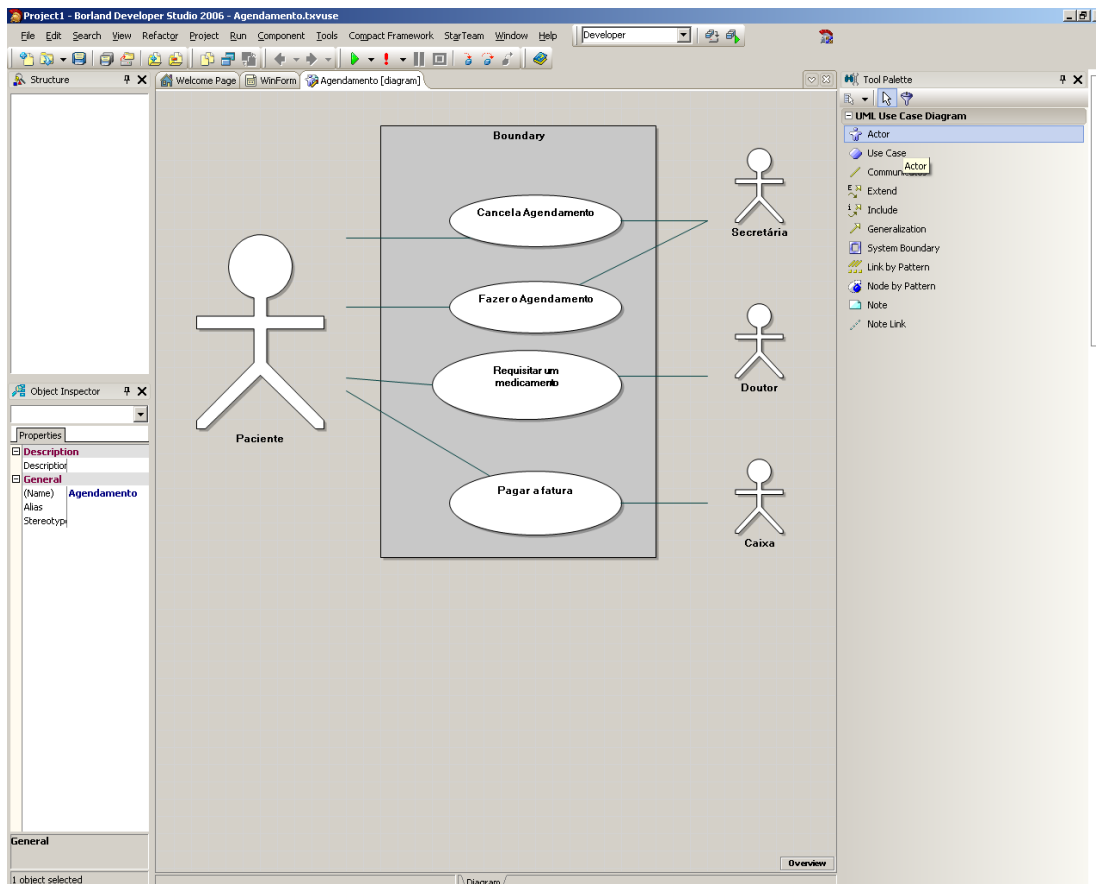 Project1 - Borland Developer Studio 2006 - Agendamento.txvuse
File Edit Search View Refactor Project Run Component Tools Compact Framework StarTeam Window Help Developer
Structure
Welcome Page WinForm Agendamento [diagram]
Tool Palette
UML Use Case Diagram
Actor
Use Case
Actor
Extend
Include
Generalization
System Boundary
Link by Pattern
Node by Pattern
Note
Note Link
Boundary
Cancela Agendamento
Secretária
Fazer o Agendamento
Requisitar um
medicamento
Doutor
Paciente
Pagar a fatura
Caixa
Object Inspector
Properties
Description
Description
General
(Name) Agendamento
Alias
Stereotyp
General
1 object selected
Overview
Diagram